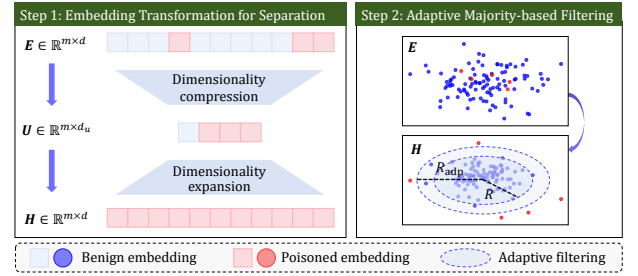 Step 1: Embedding Transformation for Separation
E ∈ ℝ^{m×d}
Dimensionality
compression
U ∈ ℝ^{m×d_u}
Dimensionality
expansion
H ∈ ℝ^{m×d}
Step 2: Adaptive Majority-based Filtering
E
H
R_adp
R
Benign embedding
Poisoned embedding
Adaptive filtering